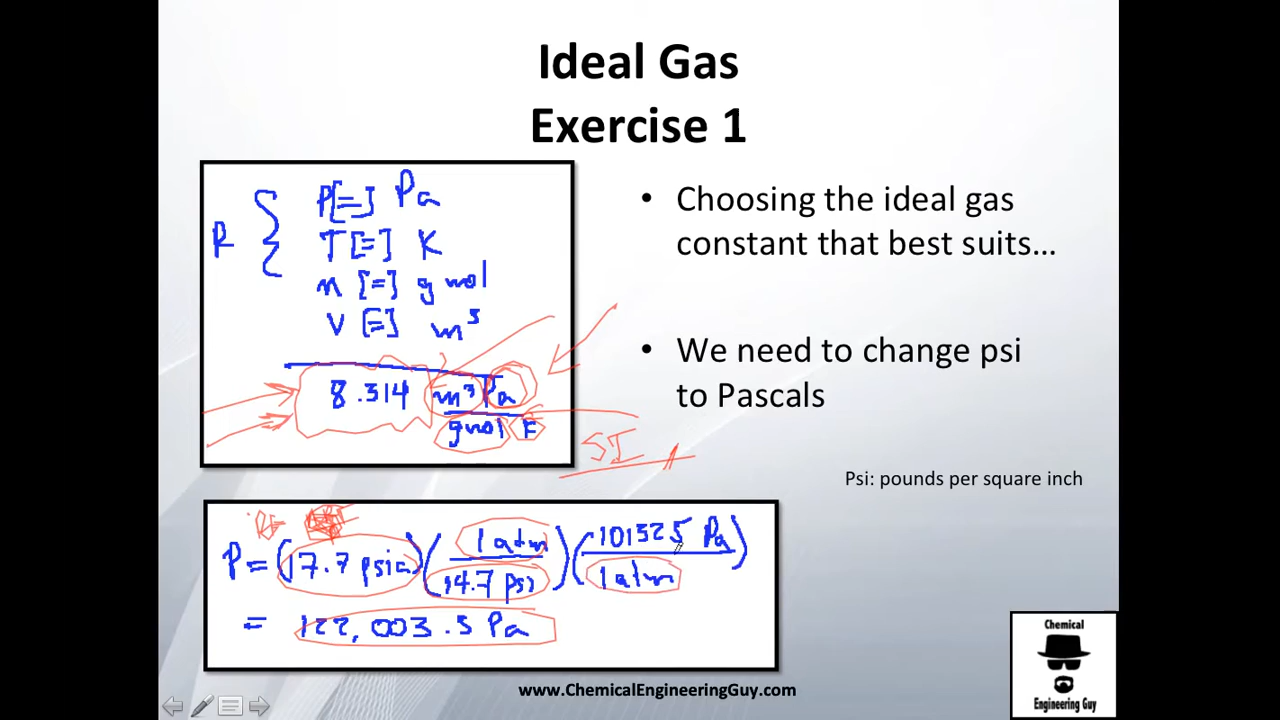 Ideal Gas
Exercise 1
R { P[=] Pa
T[=] K
n [=] gmol
V [=] m³
8.314 m³ Pa
gmol K
SI
• Choosing the ideal gas
constant that best suits...
• We need to change psi
to Pascals
Psi: pounds per square inch
P = (17.7 psia) (1 atm / 14.7 psi) (101325 Pa / 1 atm)
= 122,003.5 Pa
www.ChemicalEngineeringGuy.com
Chemical
Engineering Guy